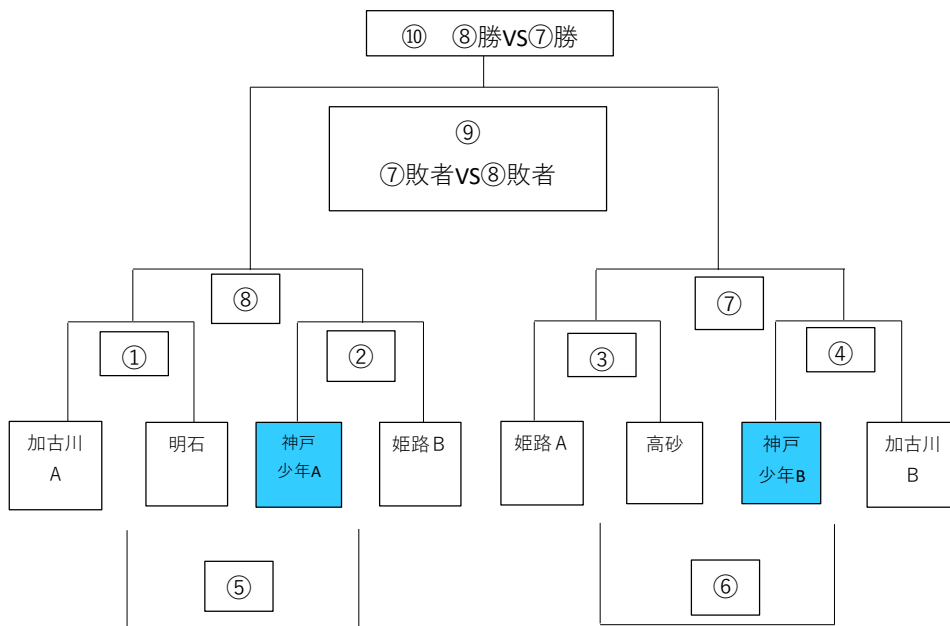 ⑩　⑧勝VS⑦勝
⑨
⑦敗者VS⑧敗者
⑧
⑦
①
②
③
④
加古川
A
明石
神戸
少年A
姫路B
姫路A
高砂
神戸
少年B
加古川
B
⑤
⑥